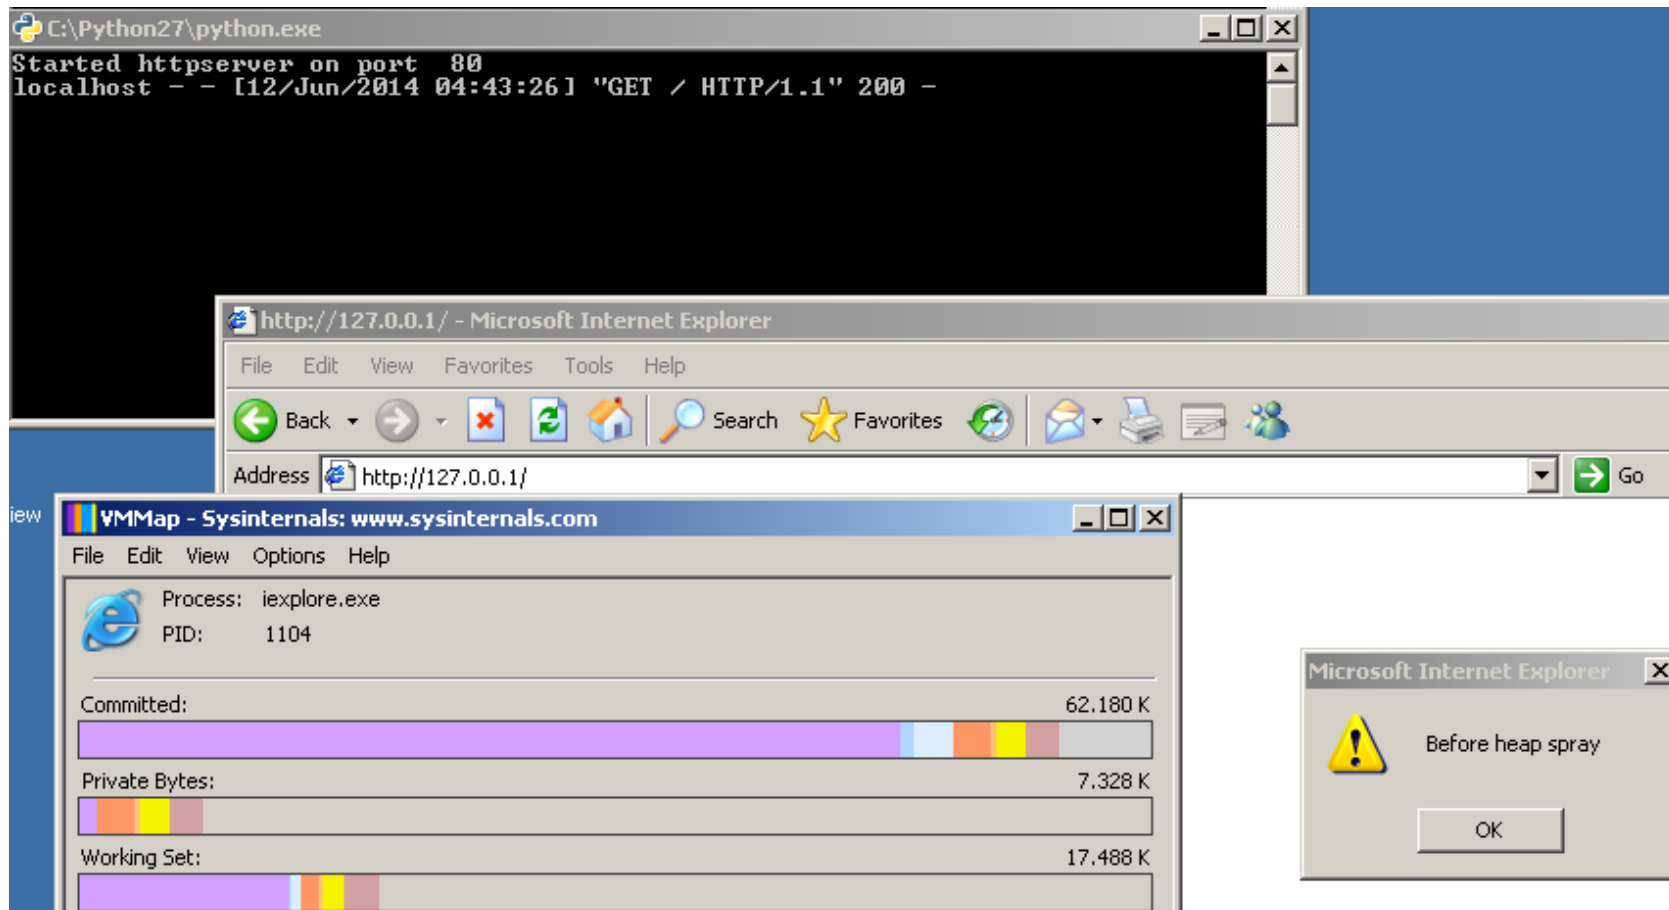 C:\Python27\python.exe
Started httpserver on port  80
localhost - - [12/Jun/2014 04:43:26] "GET / HTTP/1.1" 200 -
http://127.0.0.1/ - Microsoft Internet Explorer
File Edit View Favorites Tools Help
Back Search Favorites
Address http://127.0.0.1/ Go
iew
VMMap - Sysinternals: www.sysinternals.com
File Edit View Options Help
Process: iexplore.exe
PID: 1104
Committed: 62.180 K
Private Bytes: 7.328 K
Working Set: 17.488 K
Microsoft Internet Explorer
Before heap spray
OK